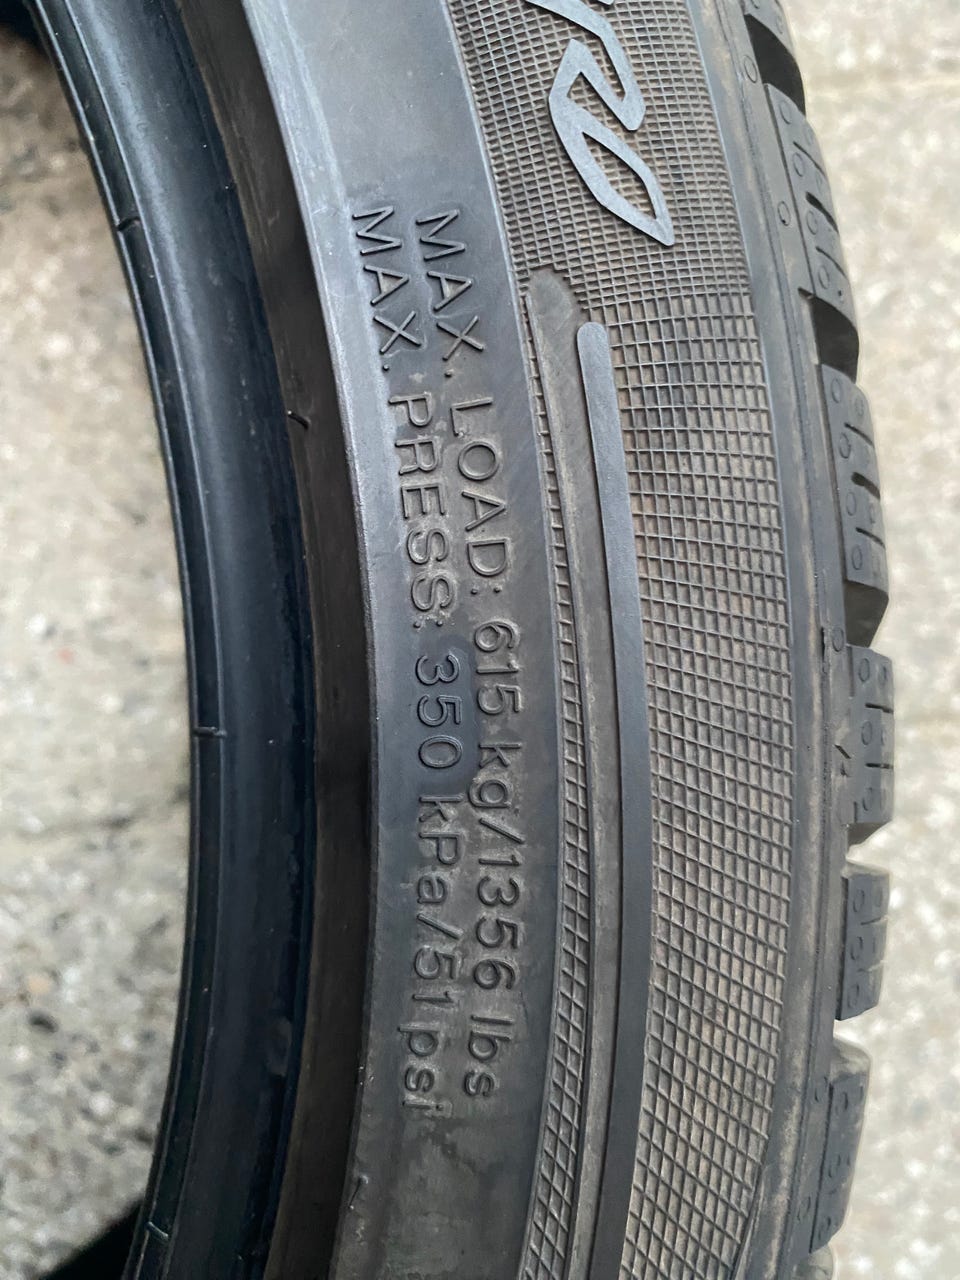 MAX. LOAD: 615 kg/1356 lbs
MAX. PRESS: 350 kPa/51 psi